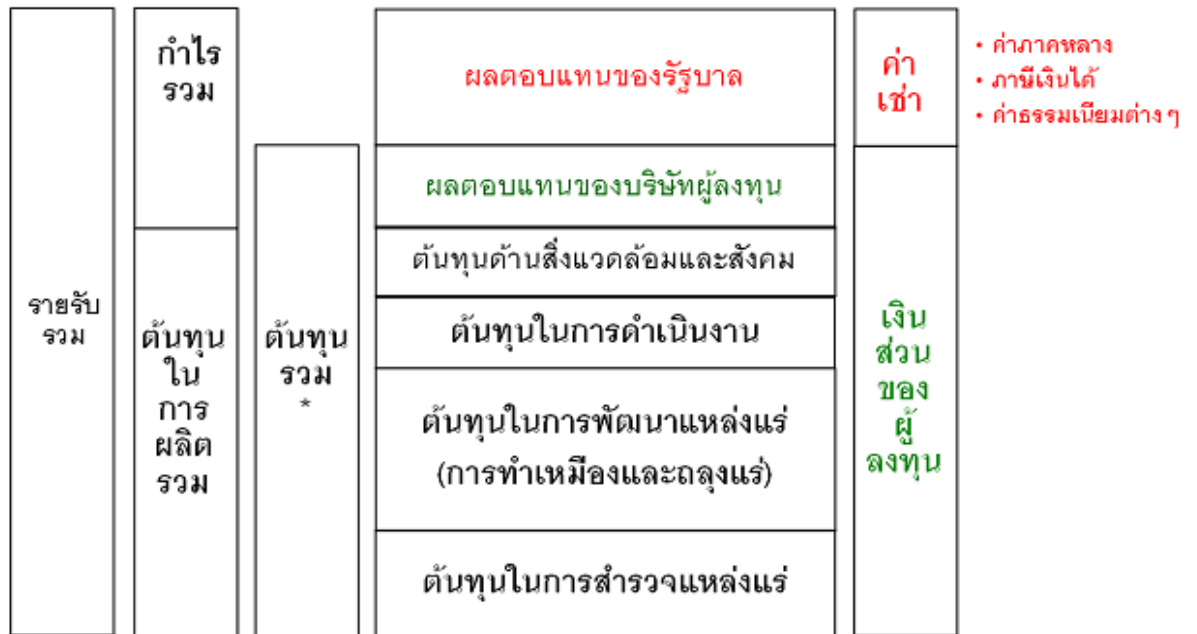 รายรับ
รวม
กำไร
รวม
ต้นทุน
ใน
การ
ผลิต
รวม
ต้นทุน
รวม
*
ผลตอบแทนของรัฐบาล
ผลตอบแทนของบริษัทผู้ลงทุน
ต้นทุนด้านสิ่งแวดล้อมและสังคม
ต้นทุนในการดำเนินงาน
ต้นทุนในการพัฒนาแหล่งแร่
(การทำเหมืองและถลุงแร่)
ต้นทุนในการสำรวจแหล่งแร่
ค่า
เช่า
เงิน
ส่วน
ของ
ผู้
ลงทุน
• ค่าภาคหลวง
• ภาษีเงินได้
• ค่าธรรมเนียมต่าง ๆ